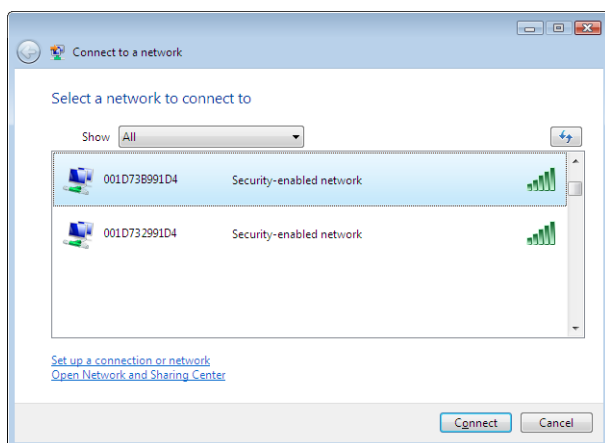 Connect to a network
Select a network to connect to
Show All
001D73B991D4 Security-enabled network
001D732991D4 Security-enabled network
Set up a connection or network
Open Network and Sharing Center
Connect Cancel